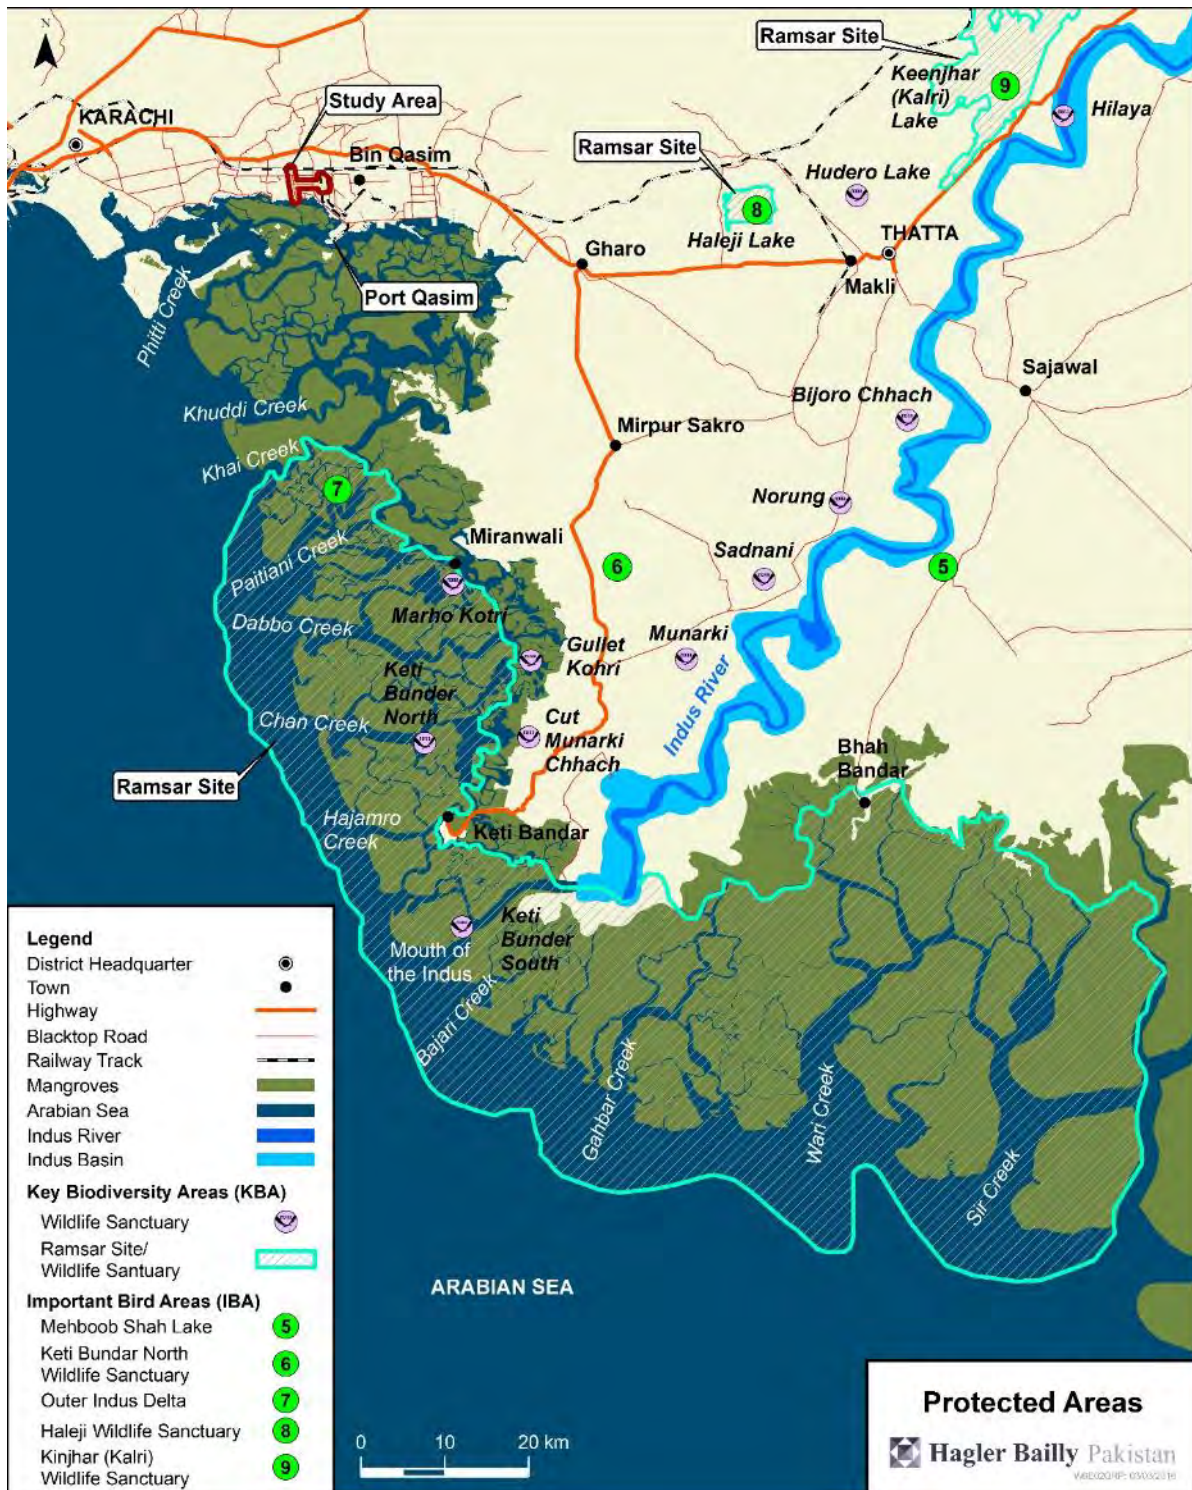 N
Ramsar Site
Keenjhar
(Kalri)
Lake
9
Hilaya
Study Area
KARACHI
Bin Qasim
Ramsar Site
Hudero Lake
8
Haleji Lake
THATTA
Gharo
Makli
Port Qasim
Phitti Creek
Sajawal
Khuddi Creek
Bijoro Chhach
Mirpur Sakro
Khai Creek
7
Norung
Miranwali
Sadnani
6
5
Paitiani Creek
Marho Kotri
Dabbo Creek
Gullet
Kohri
Munarki
Keti
Bunder
North
Indus River
Chan Creek
Cut
Munarki
Chhach
Bhah
Bandar
Ramsar Site
Hajamro
Creek
Keti Bandar
Keti
Bunder
South
Mouth of
the Indus
Bajari Creek
Gahbar Creek
Wari Creek
Sir Creek
ARABIAN SEA
Legend
District Headquarter
Town
Highway
Blacktop Road
Railway Track
Mangroves
Arabian Sea
Indus River
Indus Basin
Key Biodiversity Areas (KBA)
Wildlife Sanctuary
Ramsar Site/
Wildlife Santuary
Important Bird Areas (IBA)
Mehboob Shah Lake 5
Keti Bundar North
Wildlife Sanctuary 6
Outer Indus Delta 7
Haleji Wildlife Sanctuary 8
Kinjhar (Kalri)
Wildlife Sanctuary 9
0 10 20 km
Protected Areas
Hagler Bailly Pakistan